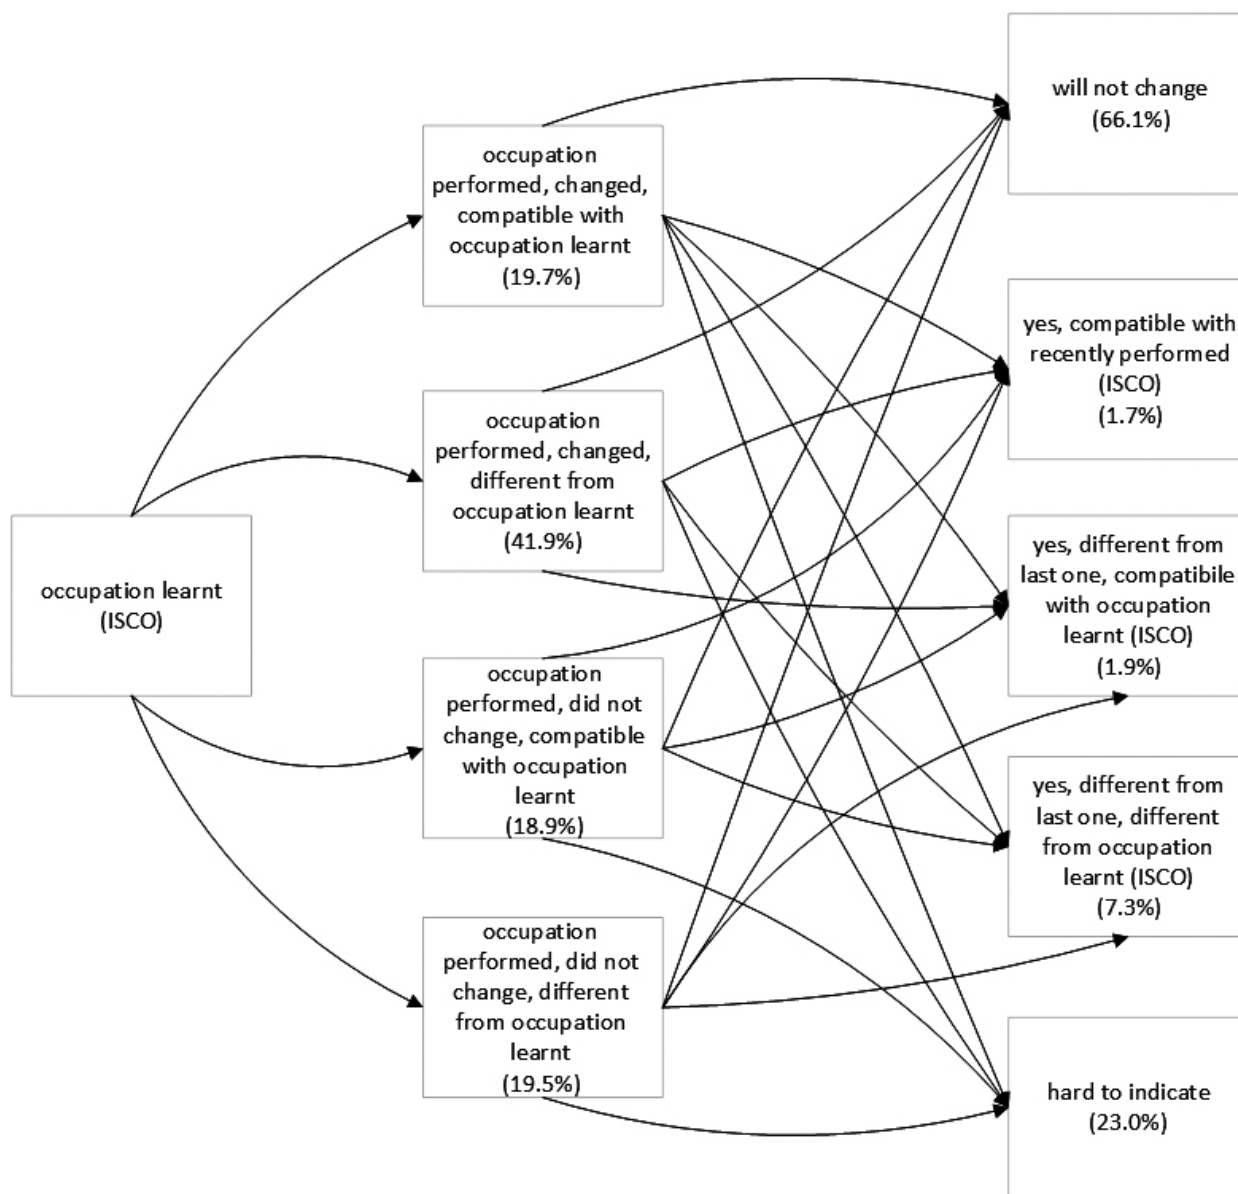 occupation learnt
(ISCO)
occupation
performed, changed,
compatible with
occupation learnt
(19.7%)
occupation
performed, changed,
different from
occupation learnt
(41.9%)
occupation
performed, did not
change, compatible
with occupation
learnt
(18.9%)
occupation
performed, did not
change, different
from occupation
learnt
(19.5%)
will not change
(66.1%)
yes, compatible with
recently performed
(ISCO)
(1.7%)
yes, different from
last one, compatibile
with occupation
learnt (ISCO)
(1.9%)
yes, different from
last one, different
from occupation
learnt (ISCO)
(7.3%)
hard to indicate
(23.0%)